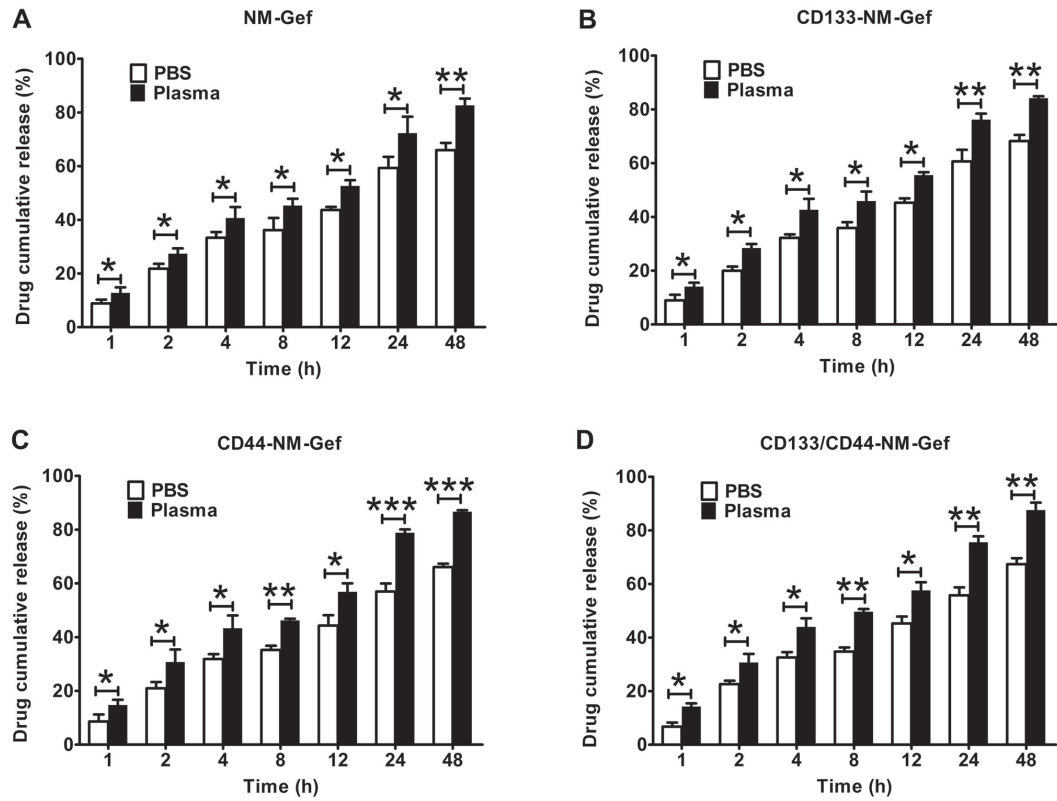 A
NM-Gef
Drug cumulative release (%)
100
80
60
40
20
0
PBS
Plasma
*
*
*
*
*
*
**
1 2 4 8 12 24 48
Time (h)
B
CD133-NM-Gef
Drug cumulative release (%)
100
80
60
40
20
0
PBS
Plasma
*
*
*
*
*
**
**
1 2 4 8 12 24 48
Time (h)
C
CD44-NM-Gef
Drug cumulative release (%)
100
80
60
40
20
0
PBS
Plasma
*
*
*
**
*
***
***
1 2 4 8 12 24 48
Time (h)
D
CD133/CD44-NM-Gef
Drug cumulative release (%)
100
80
60
40
20
0
PBS
Plasma
*
*
*
**
*
**
**
1 2 4 8 12 24 48
Time (h)